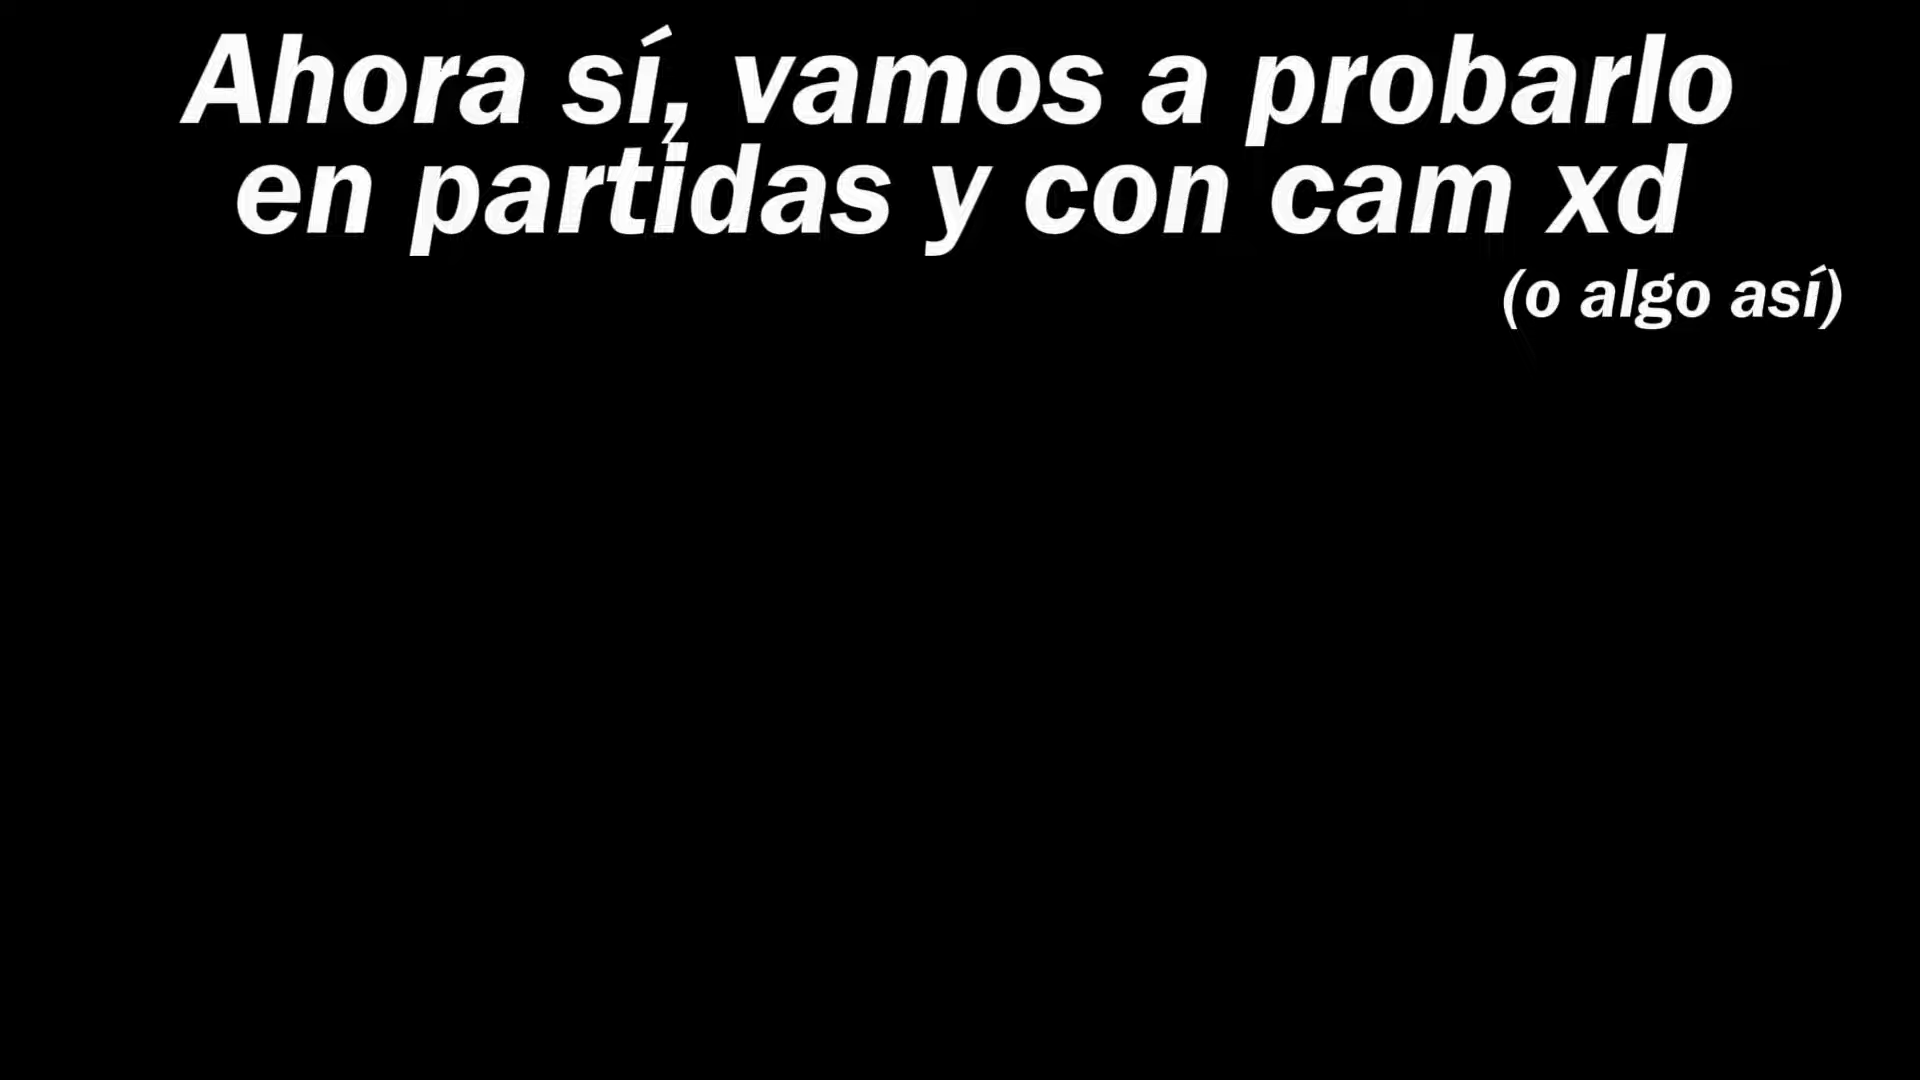 Ahora sí, vamos a probarlo
en partidas y con cam xd
(o algo así)